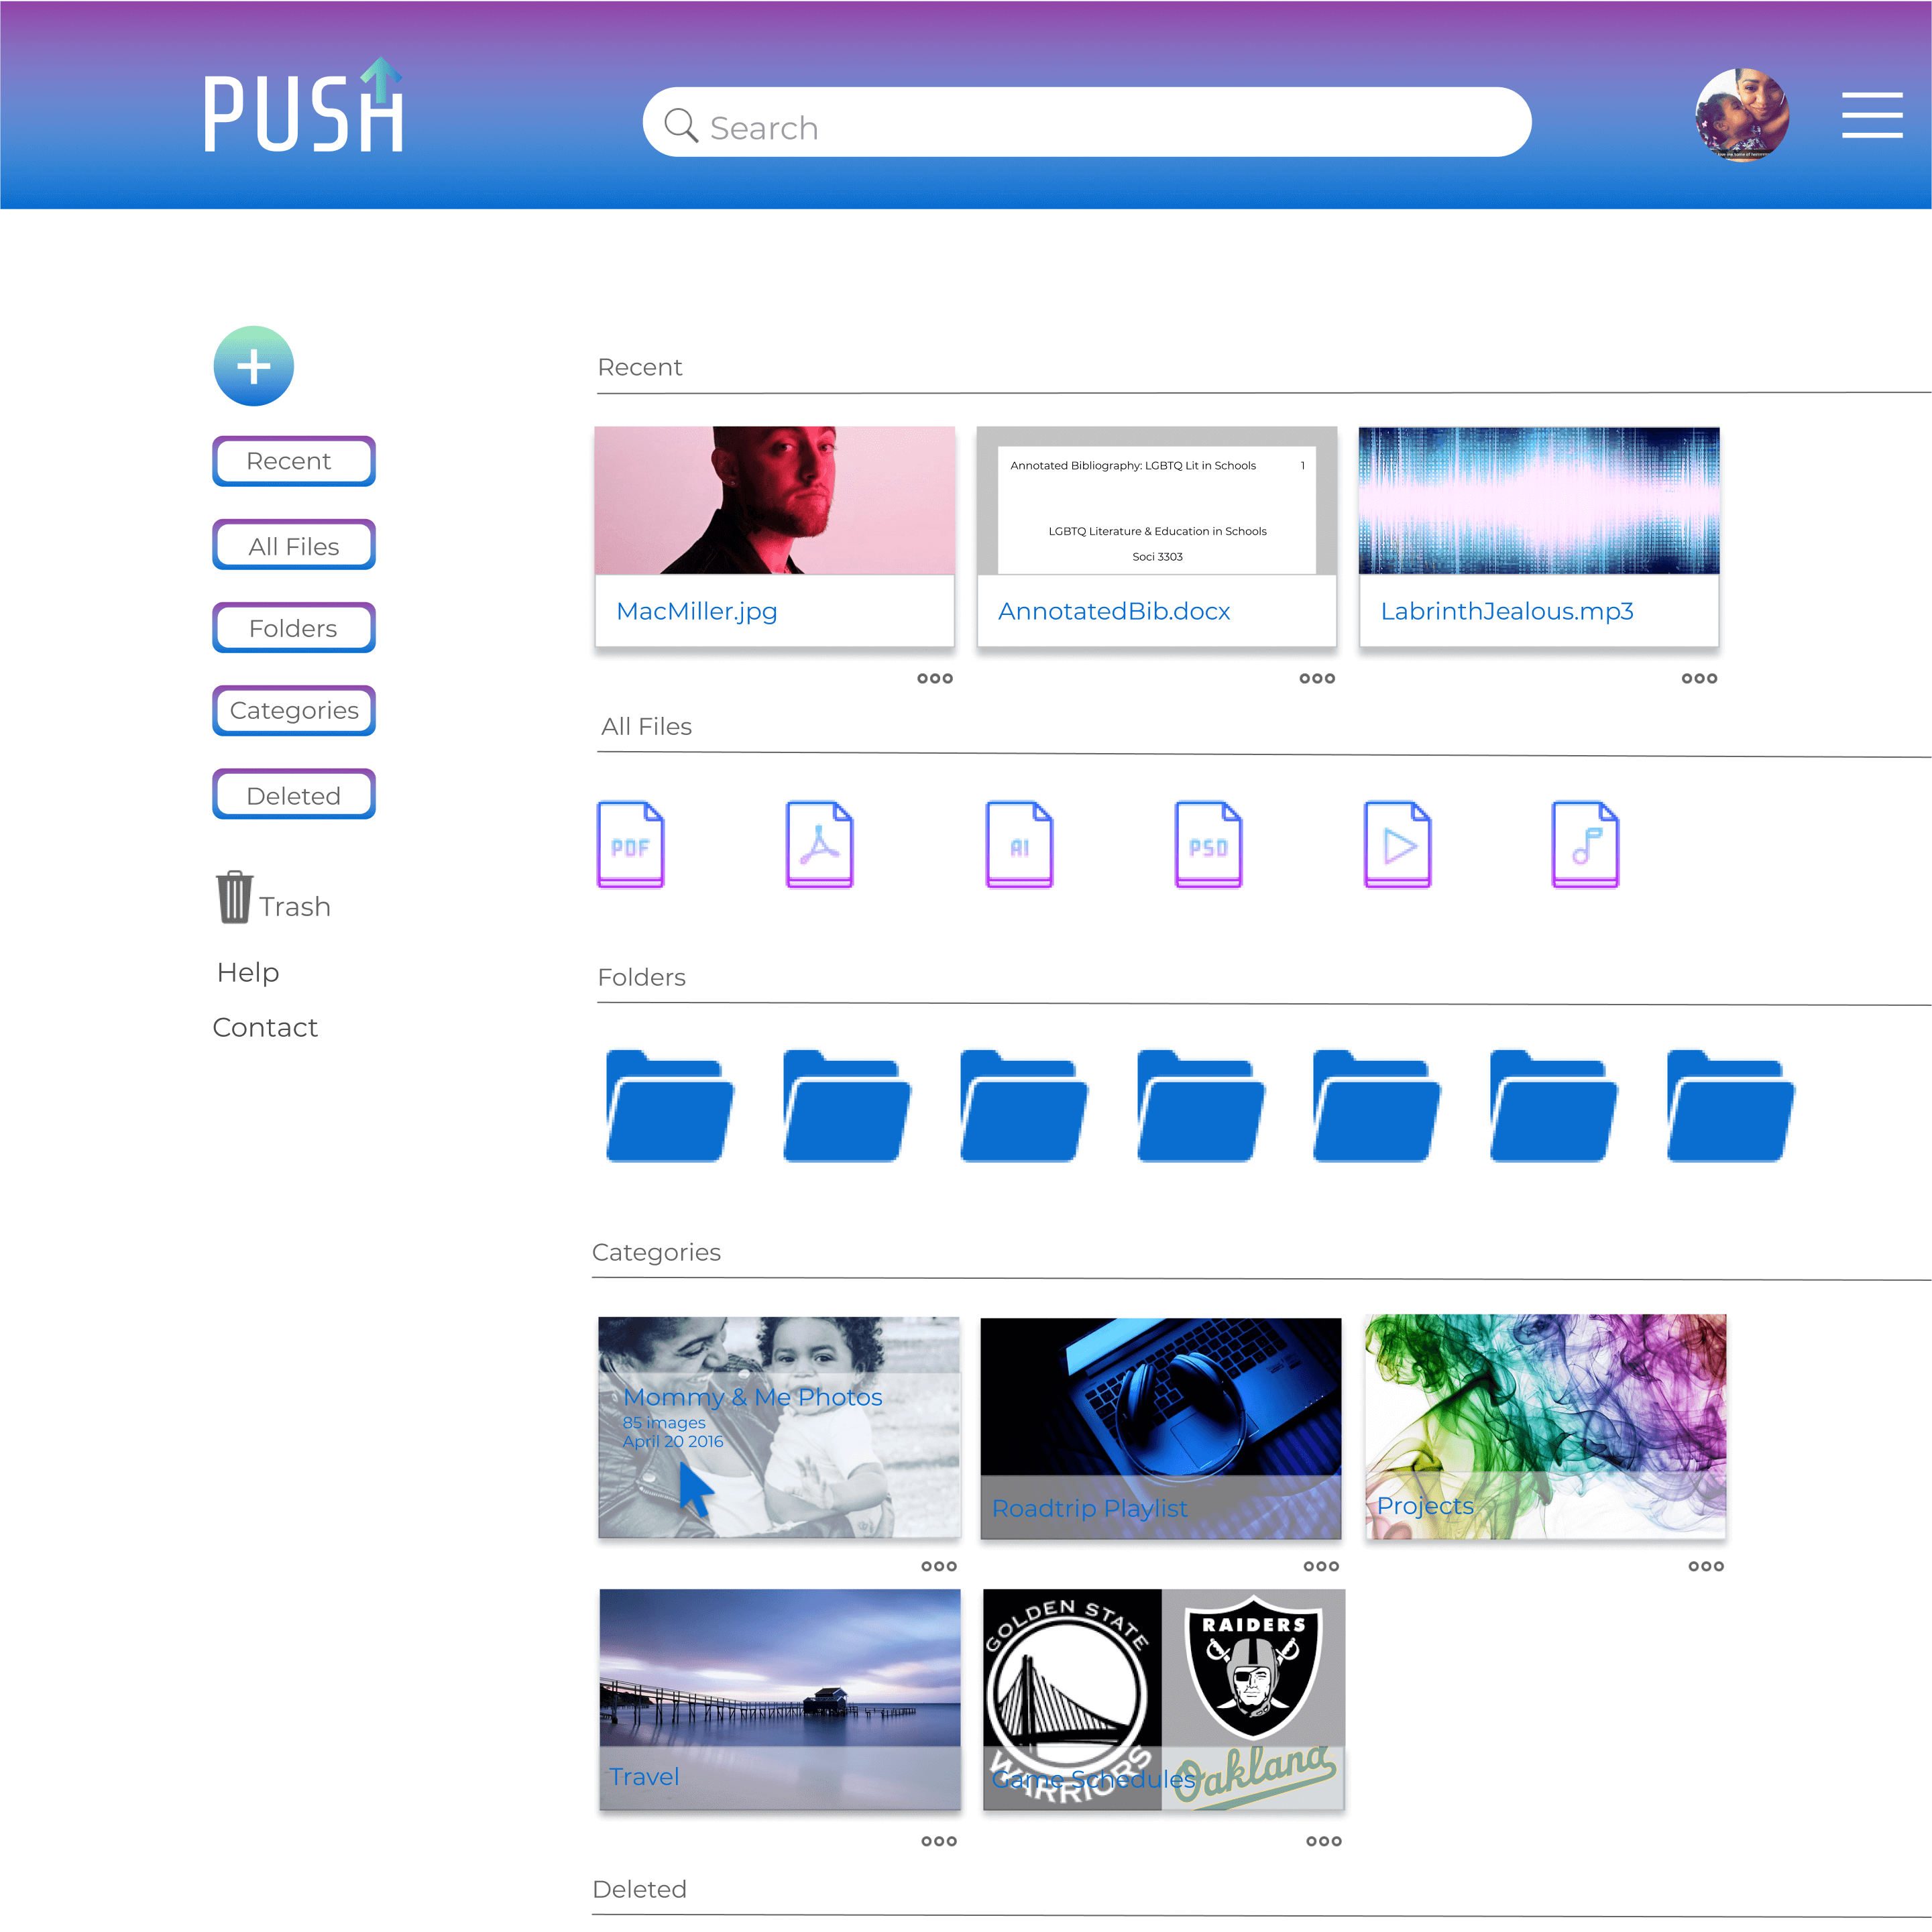 PUSH
Search
Recent
All Files
Folders
Categories
Deleted
Trash
Help
Contact
Recent
Annotated Bibliography: LGBTQ Lit in Schools 1
LGBTQ Literature & Education in Schools
Soci 3303
MacMiller.jpg
AnnotatedBib.docx
LabrinthJealous.mp3
All Files
PDF
AI
PSD
Folders
Categories
Mommy & Me Photos
85 images
April 20 2016
Roadtrip Playlist
Projects
Travel
GOLDEN STATE
WARRIORS
RAIDERS
Oakland
Game Schedules
Deleted